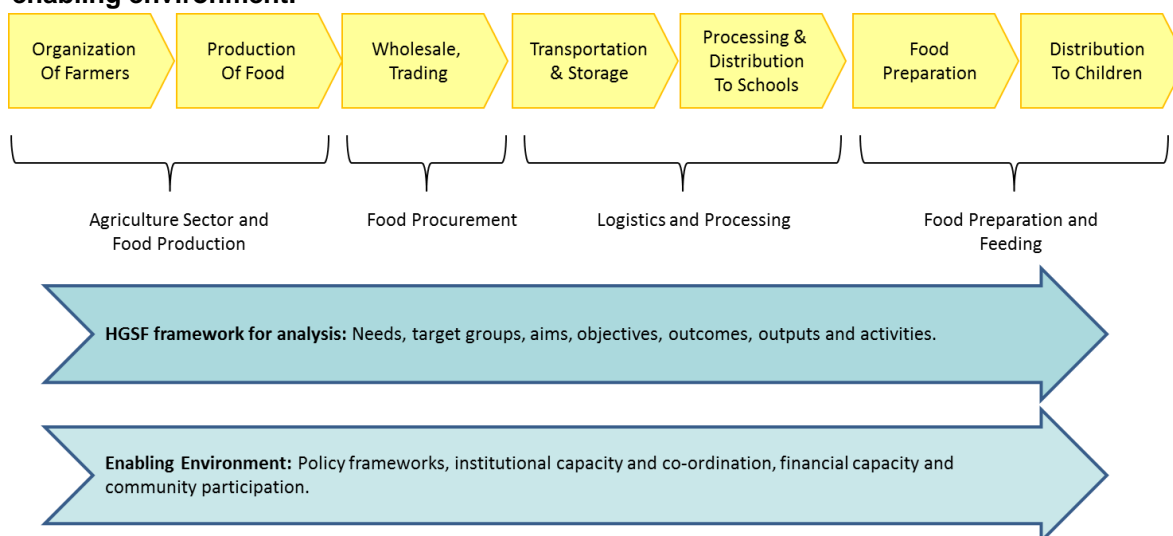 enabling environment.
Organization
Of Farmers
Production
Of Food
Wholesale,
Trading
Transportation
& Storage
Processing &
Distribution
To Schools
Food
Preparation
Distribution
To Children
Agriculture Sector and
Food Production
Food Procurement
Logistics and Processing
Food Preparation and
Feeding
HGSF framework for analysis: Needs, target groups, aims, objectives, outcomes, outputs and activities.
Enabling Environment: Policy frameworks, institutional capacity and co-ordination, financial capacity and
community participation.